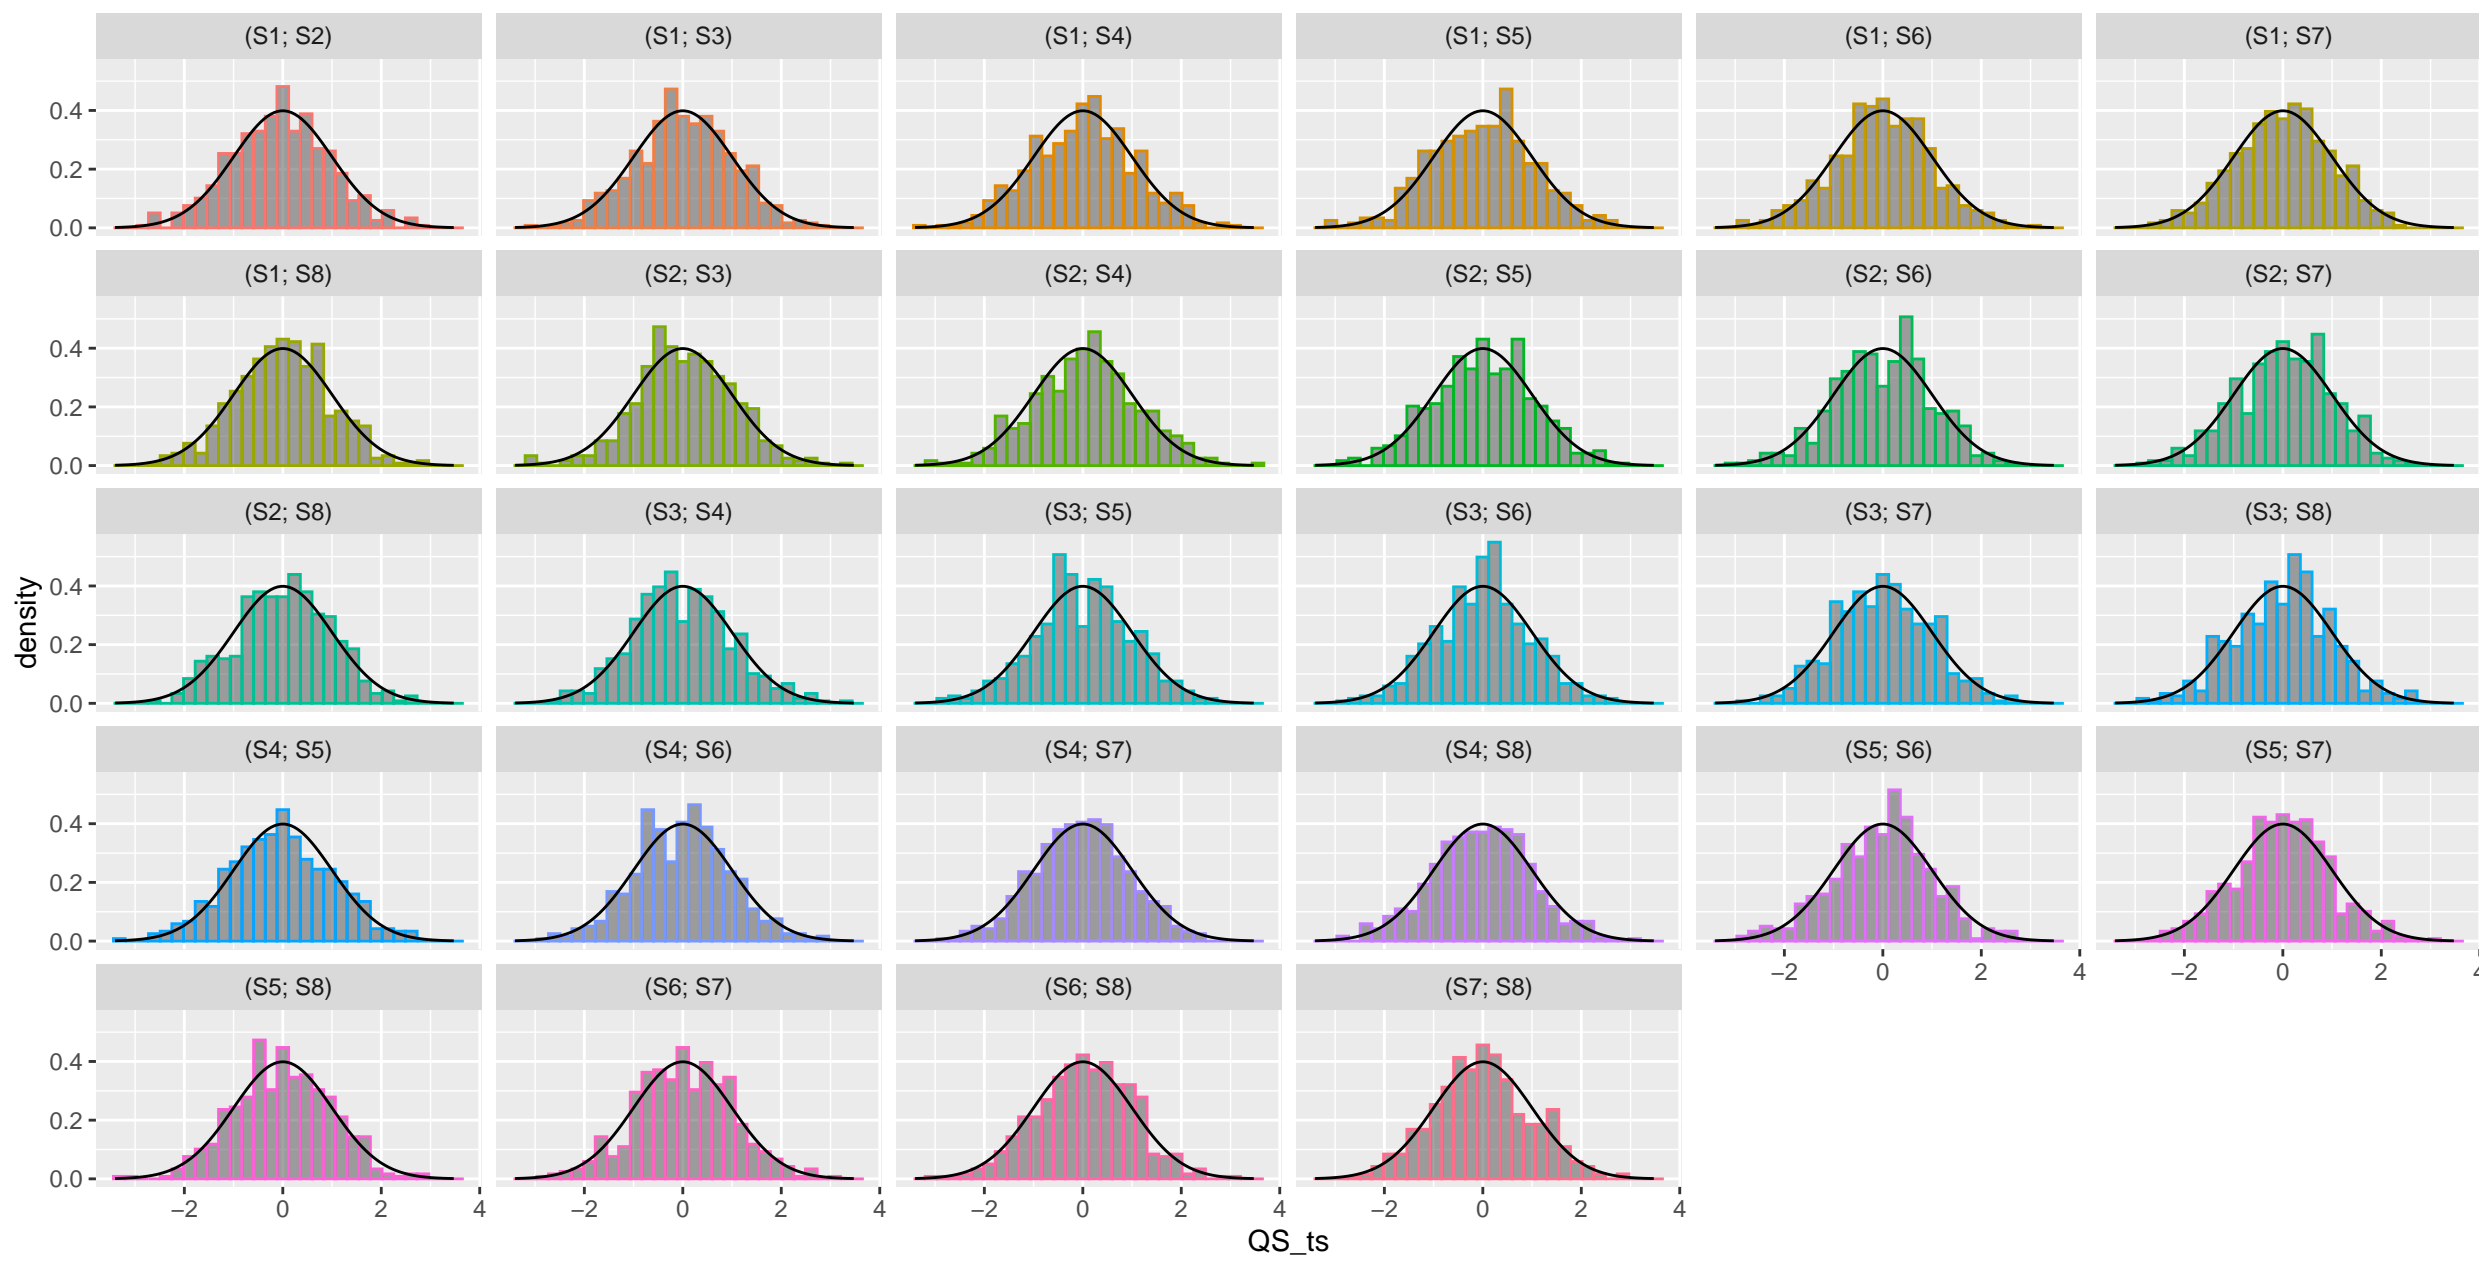 (S1; S2) (S1; S3) (S1; S4) (S1; S5) (S1; S6) (S1; S7)
0.4
0.2
0.0
(S1; S8) (S2; S3) (S2; S4) (S2; S5) (S2; S6) (S2; S7)
0.4
0.2
0.0
(S2; S8) (S3; S4) (S3; S5) (S3; S6) (S3; S7) (S3; S8)
0.4
0.2
0.0
density
(S4; S5) (S4; S6) (S4; S7) (S4; S8) (S5; S6) (S5; S7)
0.4
0.2
0.0
−2 0 2 4 −2 0 2
(S5; S8) (S6; S7) (S6; S8) (S7; S8)
0.4
0.2
0.0
−2 0 2 4 −2 0 2 4 −2 0 2 4 −2 0 2 4
QS_ts